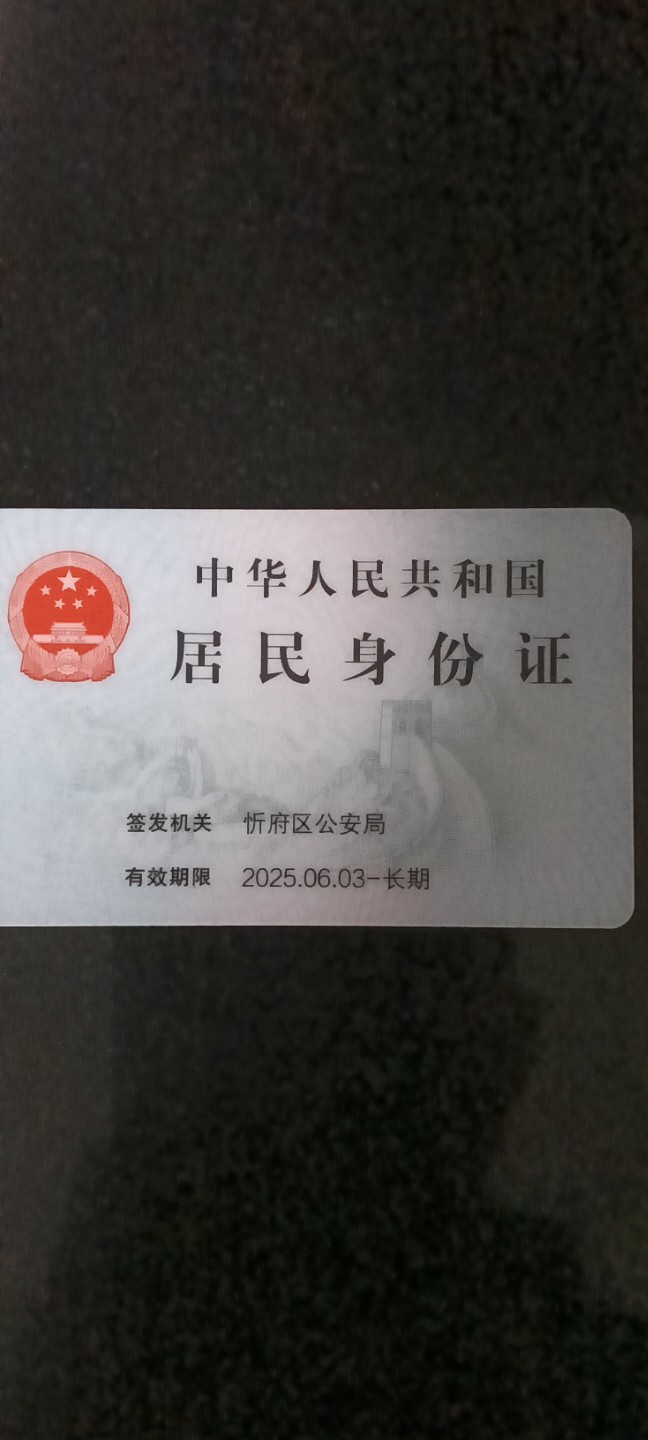 中华人民共和国
居民身份证
签发机关 忻府区公安局
有效期限 2025.06.03-长期